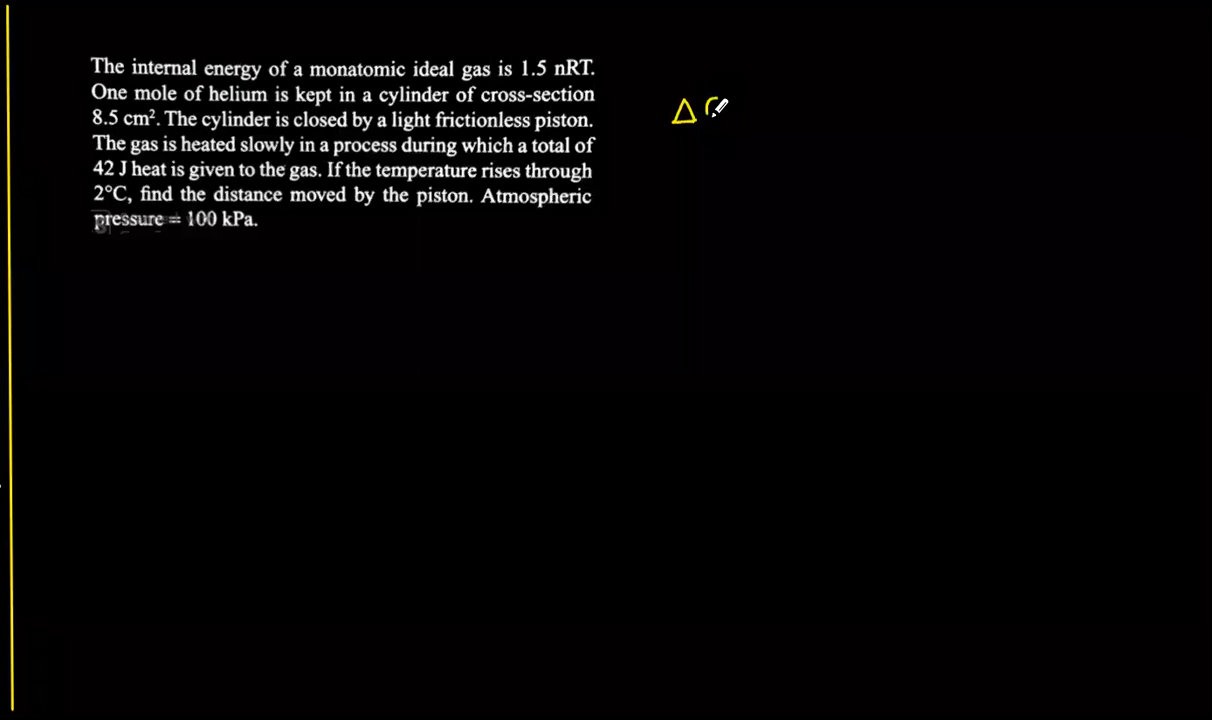 The internal energy of a monatomic ideal gas is 1.5 nRT.
One mole of helium is kept in a cylinder of cross-section
8.5 cm². The cylinder is closed by a light frictionless piston.
The gas is heated slowly in a process during which a total of
42 J heat is given to the gas. If the temperature rises through
2°C, find the distance moved by the piston. Atmospheric
pressure = 100 kPa.
Δ